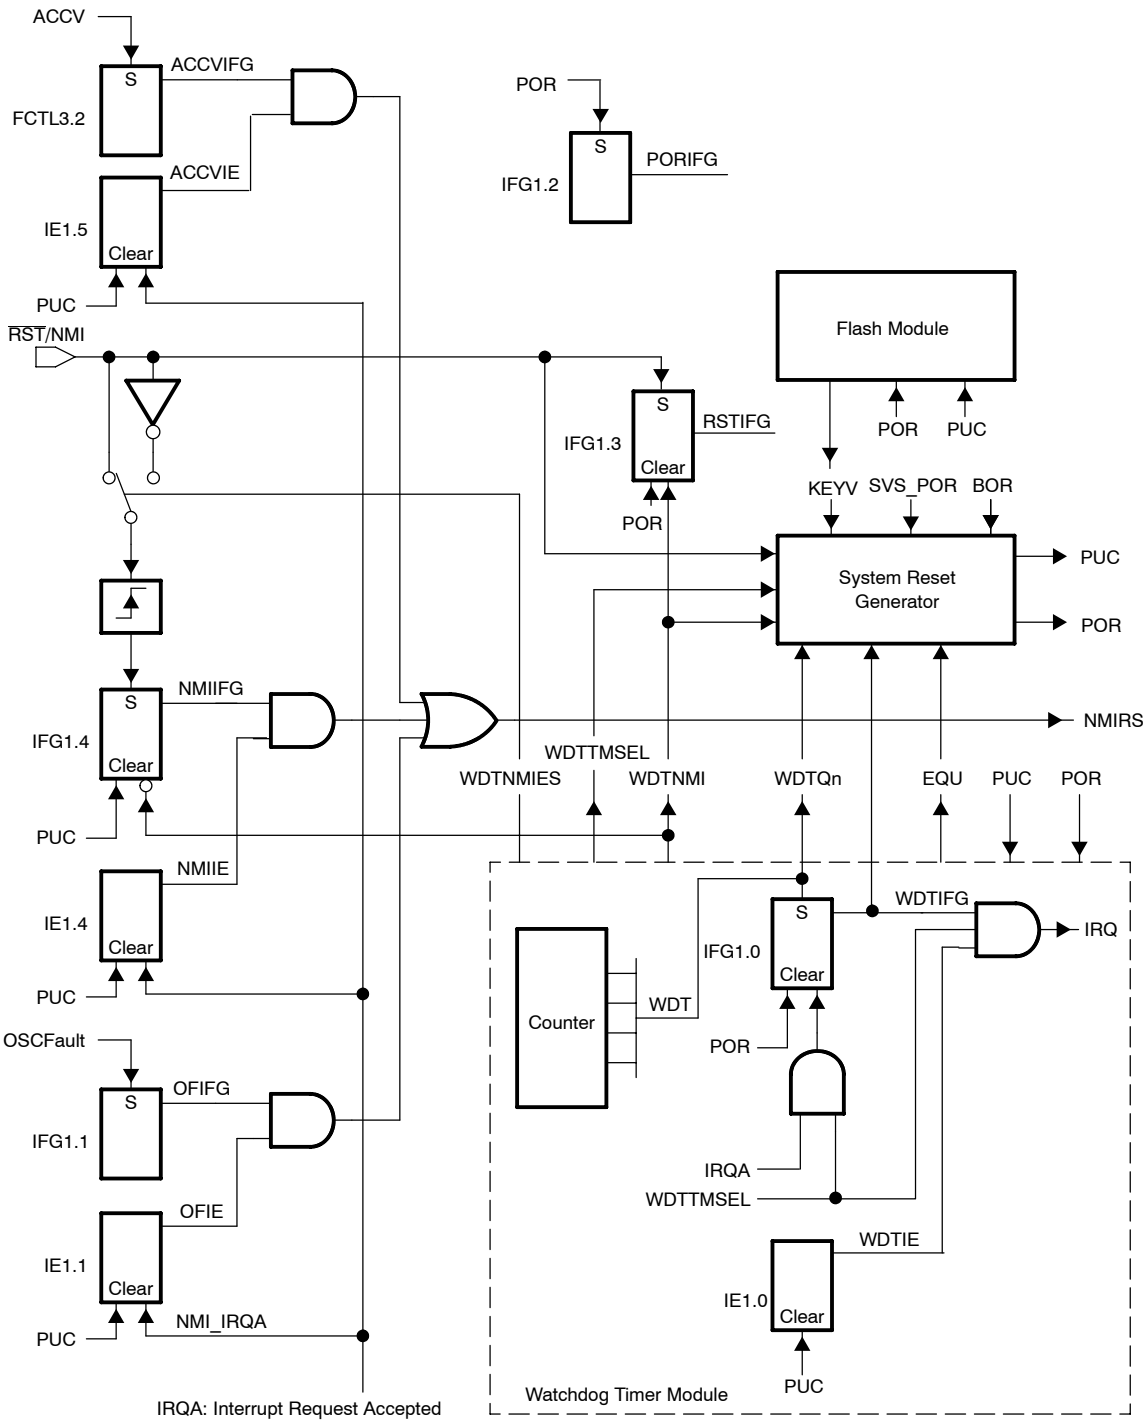 ACCV
S
ACCVIFG
FCTL3.2
ACCVIE
IE1.5
Clear
PUC
POR
S
PORIFG
IFG1.2
RST/NMI
Flash Module
S
RSTIFG
IFG1.3
Clear
POR
POR
PUC
KEYV
SVS_POR
BOR
System Reset
Generator
PUC
POR
S
NMIIFG
IFG1.4
Clear
PUC
NMIRS
WDTTMSEL
WDTNMIES
WDTNMI
WDTQn
EQU
PUC
POR
NMIIE
IE1.4
Clear
PUC
S
WDTIFG
IRQ
IFG1.0
Clear
Counter
WDT
POR
OSCFault
S
OFIFG
IFG1.1
IRQA
WDTTMSEL
OFIE
IE1.1
Clear
PUC
NMI_IRQA
WDTIE
IE1.0
Clear
PUC
Watchdog Timer Module
IRQA: Interrupt Request Accepted